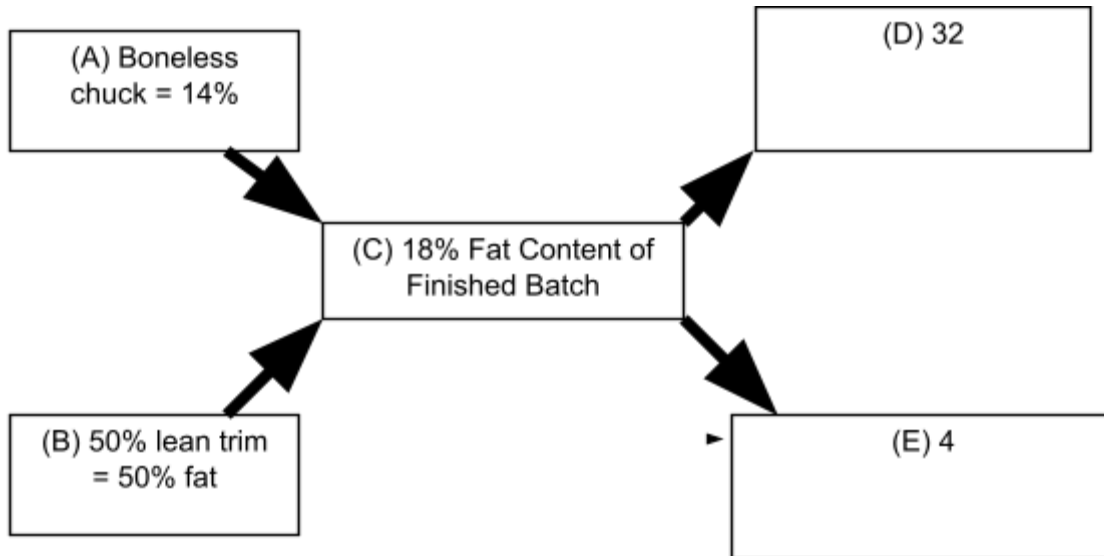 (A) Boneless
chuck = 14%
(D) 32
(C) 18% Fat Content of
Finished Batch
(B) 50% lean trim
= 50% fat
(E) 4